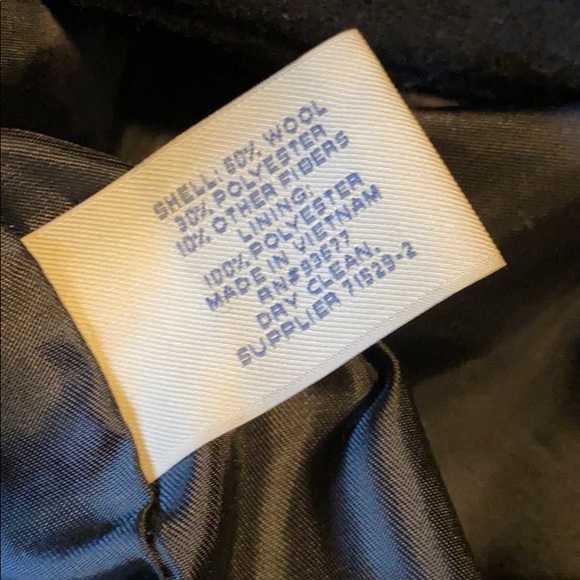 SHELL: 60% WOOL
30% POLYESTER
10% OTHER FIBERS
LINING:
100% POLYESTER
MADE IN VIETNAM
RN#93677
DRY CLEAN.
SUPPLIER 71529-2